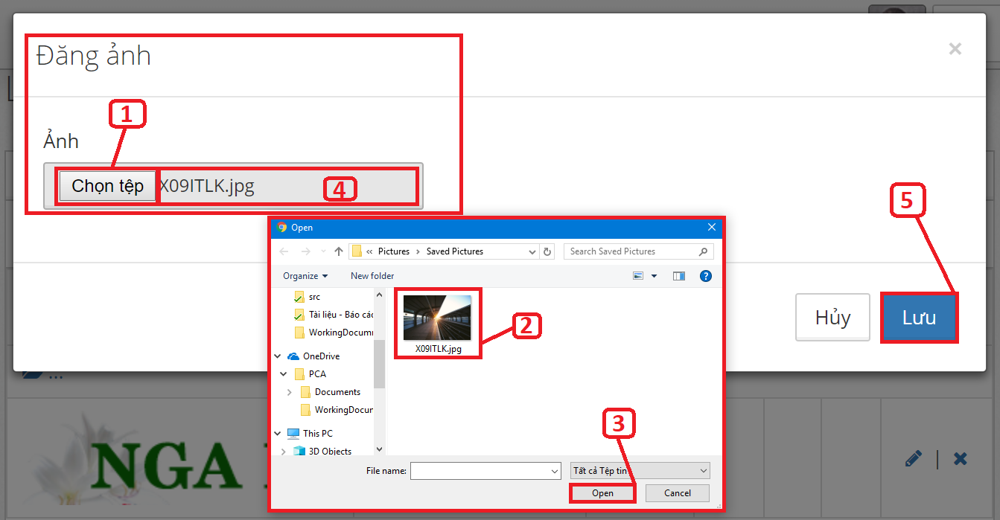 Đăng ảnh
×
1
Ảnh
Chọn tệp X09ITLK.jpg
4
5
Open
« Pictures › Saved Pictures
Search Saved Pictures
Organize
New folder
?
src
Tài liệu - Báo cáo
WorkingDocum
X09ITLK.jpg
2
OneDrive
PCA
Documents
WorkingDocum
This PC
3D Objects
3
File name:
Tất cả Tệp tin
Open
Cancel
Hủy
Lưu
...
NGA
|